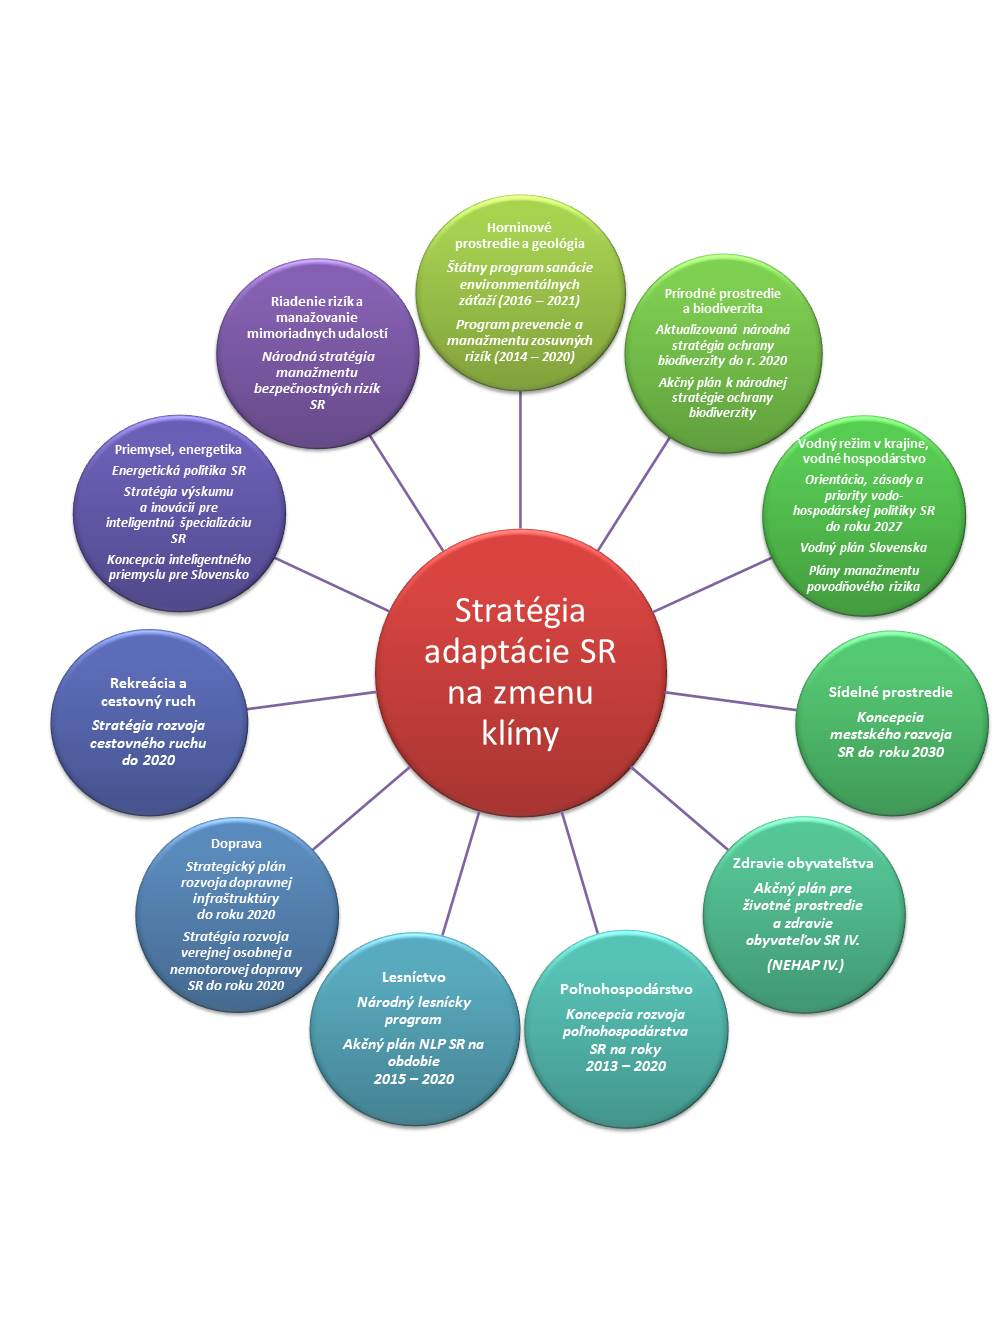 Horninové
prostredie a geológia
Štátny program sanácie
environmentálnych
záťaží (2016 – 2021)
Program prevencie a
manažmentu zosuvných
rizík (2014 – 2020)
Prírodné prostredie
a biodiverzita
Aktualizovaná národná
stratégia ochrany
biodiverzity do r. 2020
Akčný plán k národnej
stratégie ochrany
biodiverzity
Vodný režim v krajine,
vodné hospodárstvo
Orientácia, zásady a
priority vodo-
hospodárskej politiky SR
do roku 2027
Vodný plán Slovenska
Plány manažmentu
povodňového rizika
Sídelné prostredie
Koncepcia
mestského rozvoja
SR do roku 2030
Zdravie obyvateľstva
Akčný plán pre
životné prostredie
a zdravie
obyvateľov SR IV.
(NEHAP IV.)
Poľnohospodárstvo
Koncepcia rozvoja
poľnohospodárstva
SR na roky
2013 – 2020
Lesníctvo
Národný lesnícky
program
Akčný plán NLP SR na
obdobie
2015 – 2020
Doprava
Strategický plán
rozvoja dopravnej
infraštruktúry
do roku 2020
Stratégia rozvoja
verejnej osobnej a
nemotorovej dopravy
SR do roku 2020
Rekreácia a
cestovný ruch
Stratégia rozvoja
cestovného ruchu
do 2020
Priemysel, energetika
Energetická politika SR
Stratégia výskumu
a inovácií pre
inteligentnú špecializáciu
SR
Koncepcia inteligentného
priemyslu pre Slovensko
Riadenie rizík a
manažovanie
mimoriadnych udalostí
Národná stratégia
manažmentu
bezpečnostných rizík
SR
Stratégia
adaptácie SR
na zmenu
klímy